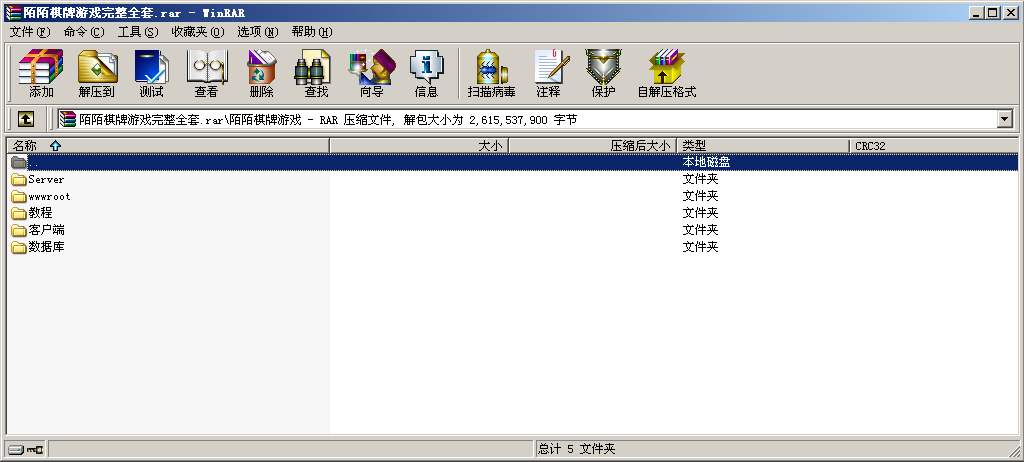 陌陌棋牌游戏完整全套.rar - WinRAR
文件(F) 命令(C) 工具(S) 收藏夹(O) 选项(N) 帮助(H)
添加 解压到 测试 查看 删除 查找 向导 信息 扫描病毒 注释 保护 自解压格式
陌陌棋牌游戏完整全套.rar\陌陌棋牌游戏 - RAR 压缩文件, 解包大小为 2,615,537,900 字节
名称 大小 压缩后大小 类型 CRC32
.. 本地磁盘
Server 文件夹
wwwroot 文件夹
教程 文件夹
客户端 文件夹
数据库 文件夹
总计 5 文件夹